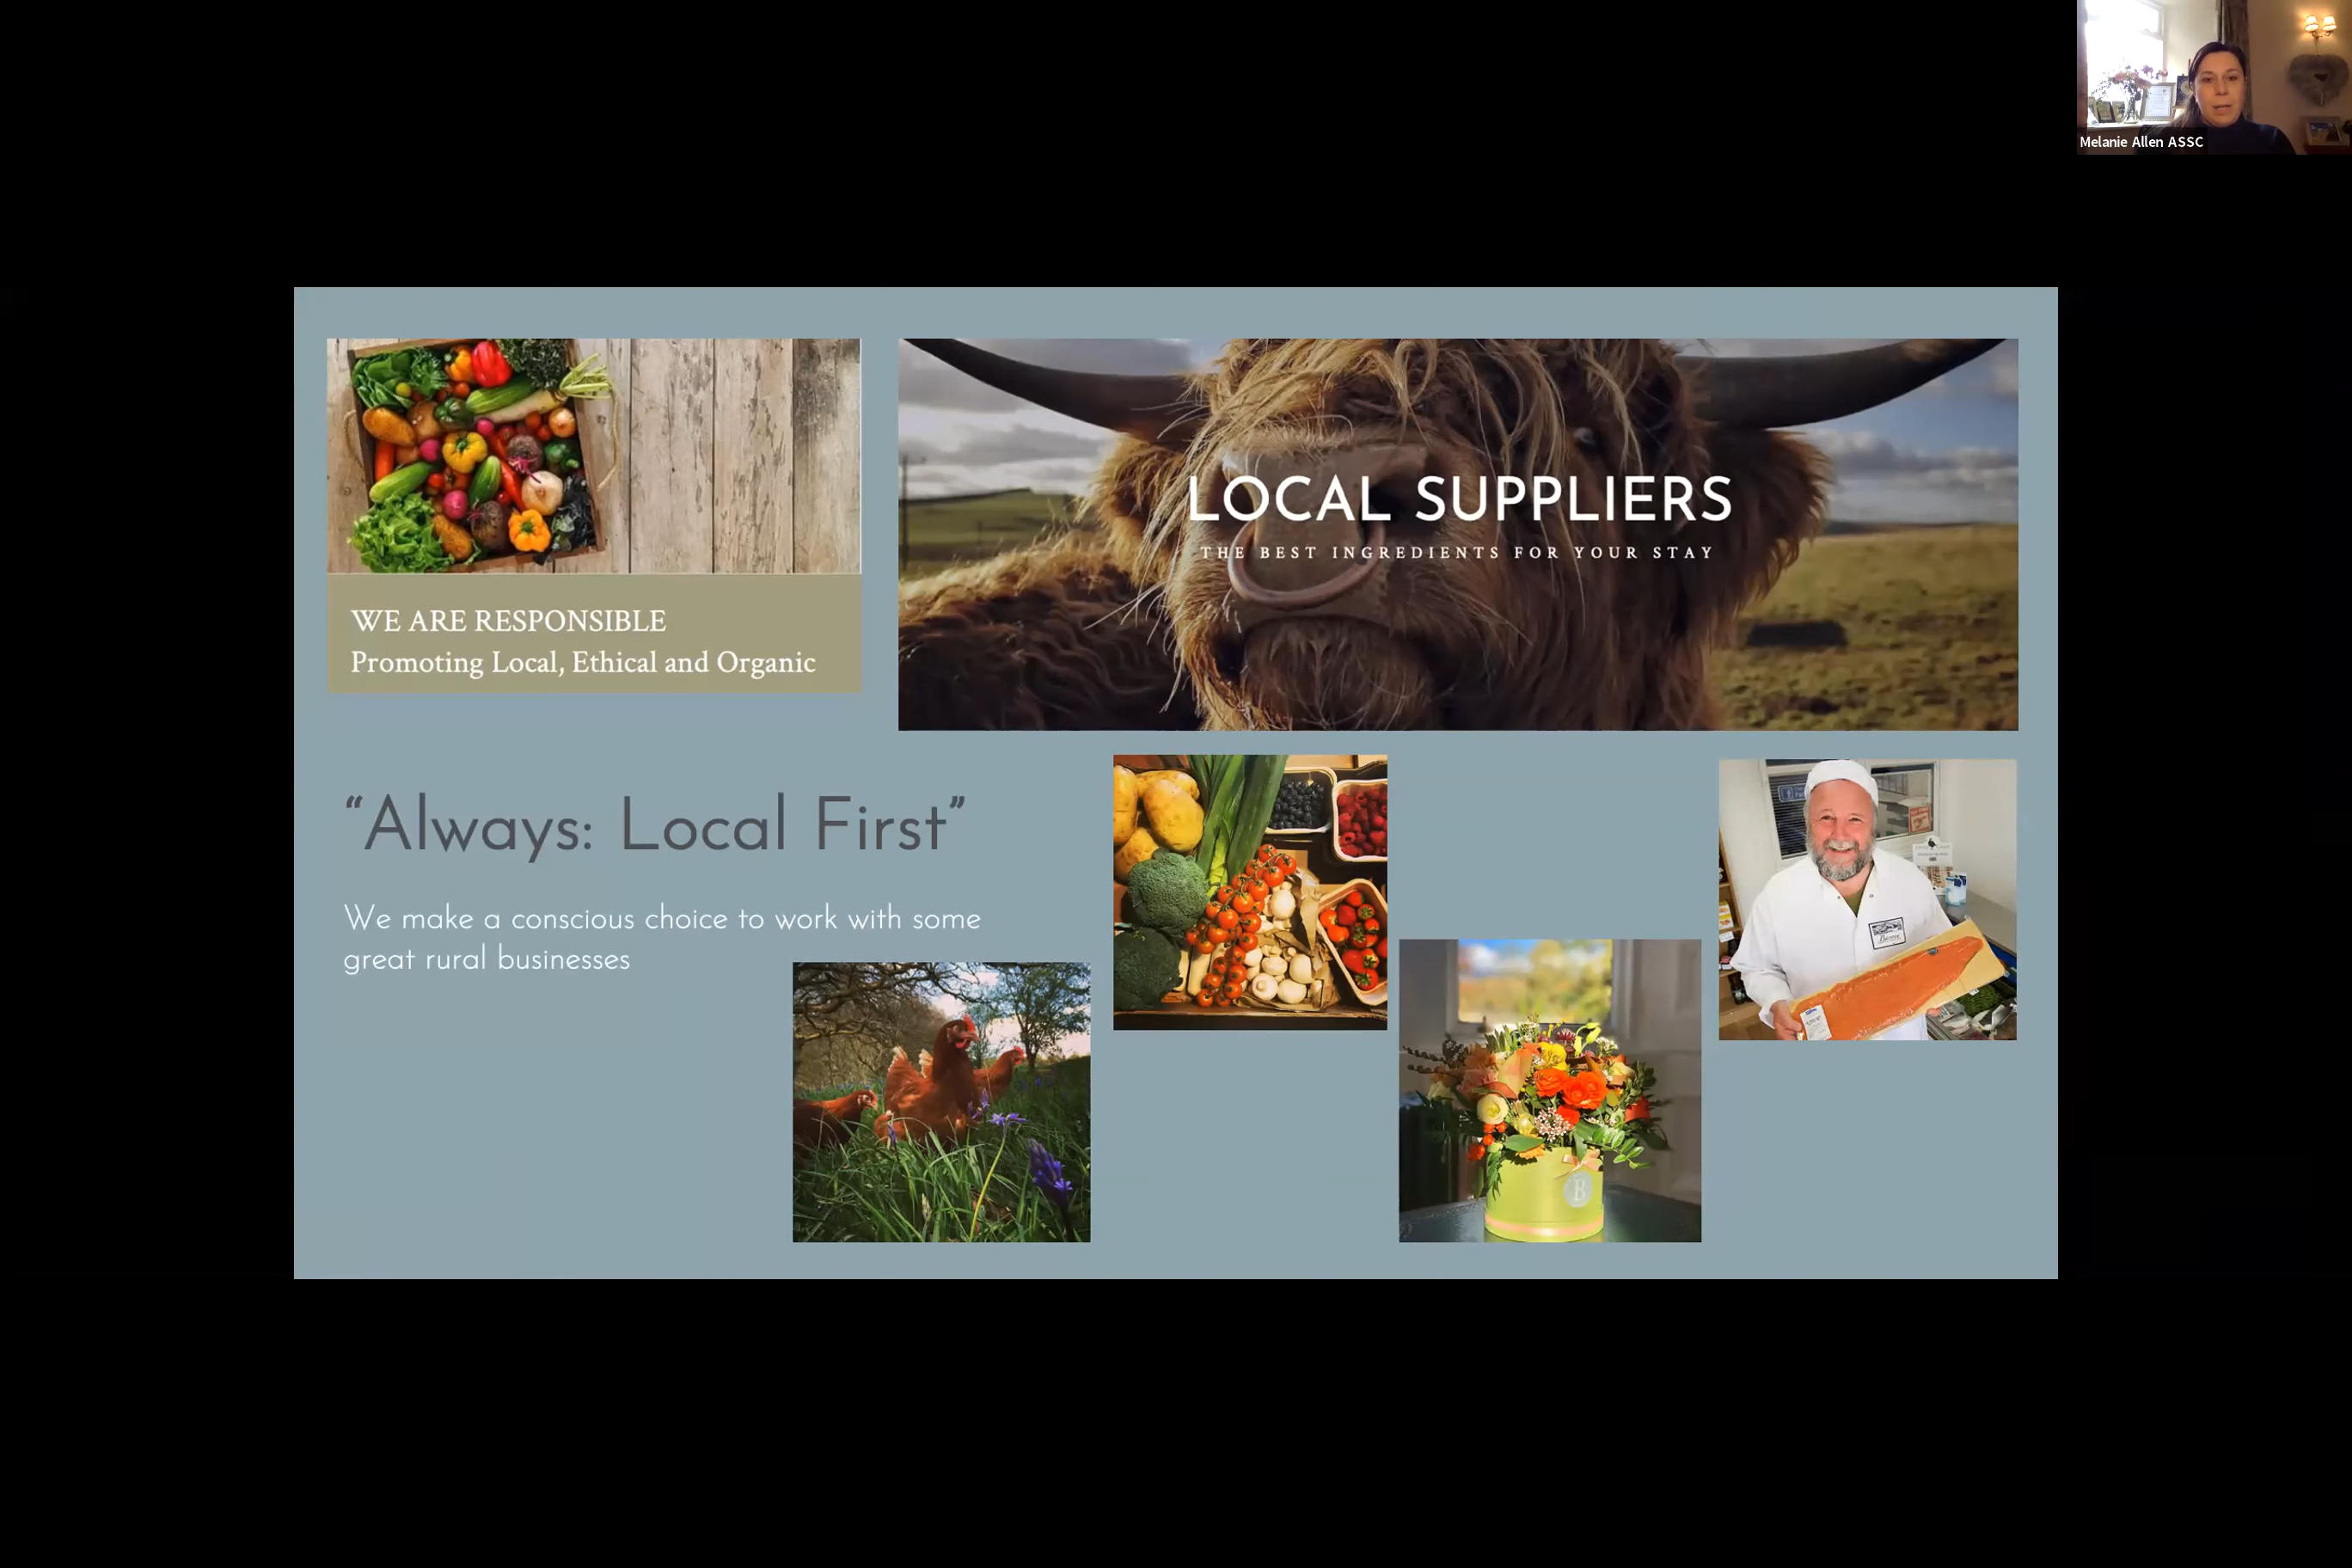 Melanie Allen ASSC
LOCAL SUPPLIERS
THE BEST INGREDIENTS FOR YOUR STAY
WE ARE RESPONSIBLE
Promoting Local, Ethical and Organic
“Always: Local First”
We make a conscious choice to work with some
great rural businesses
B